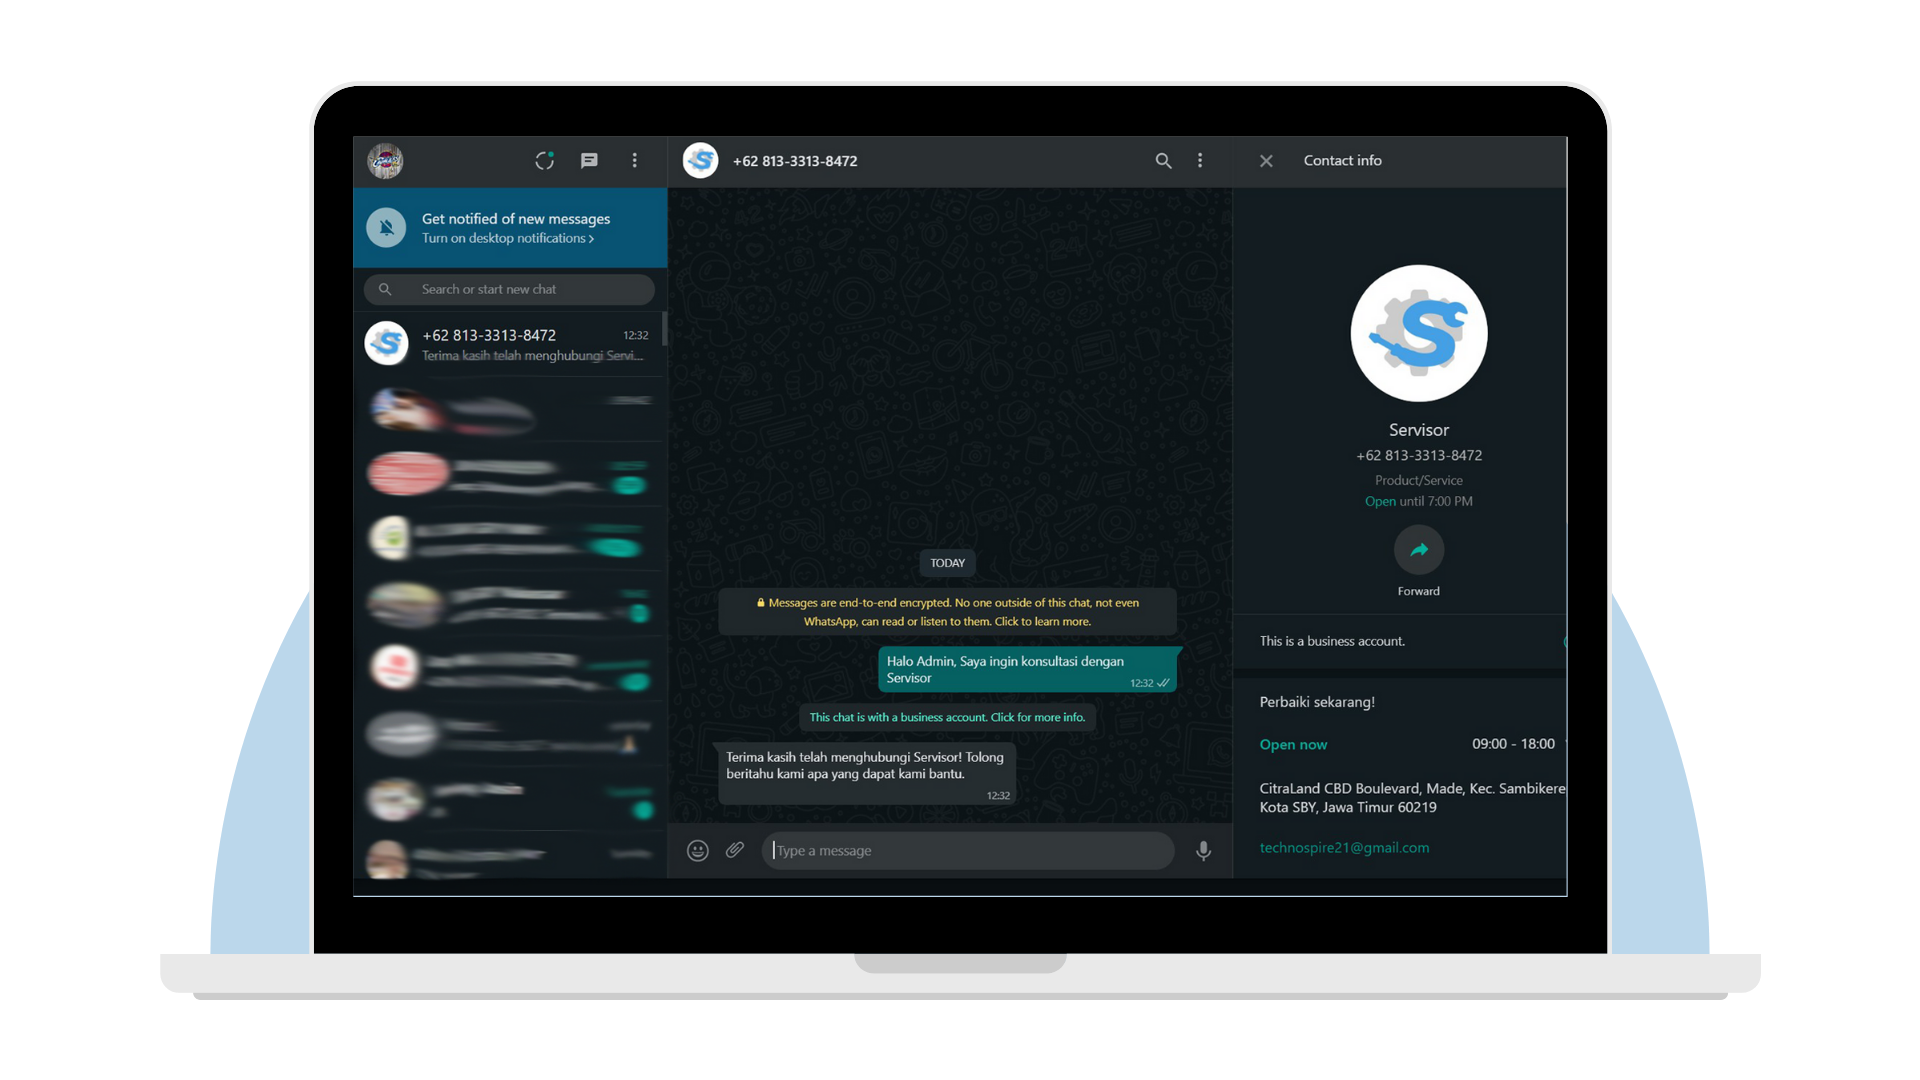 Get notified of new messages
Turn on desktop notifications >
Search or start new chat
+62 813-3313-8472
12:32
Terima kasih telah menghubungi Servi...
+62 813-3313-8472
TODAY
Messages are end-to-end encrypted. No one outside of this chat, not even
WhatsApp, can read or listen to them. Click to learn more.
Halo Admin, Saya ingin konsultasi dengan
Servisor
12:32
This chat is with a business account. Click for more info.
Terima kasih telah menghubungi Servisor! Tolong
beritahu kami apa yang dapat kami bantu.
12:32
Type a message
Contact info
S
Servisor
+62 813-3313-8472
Product/Service
Open until 7:00 PM
Forward
This is a business account.
Perbaiki sekarang!
Open now
09:00 - 18:00
CitraLand CBD Boulevard, Made, Kec. Sambikere
Kota SBY, Jawa Timur 60219
technospire21@gmail.com